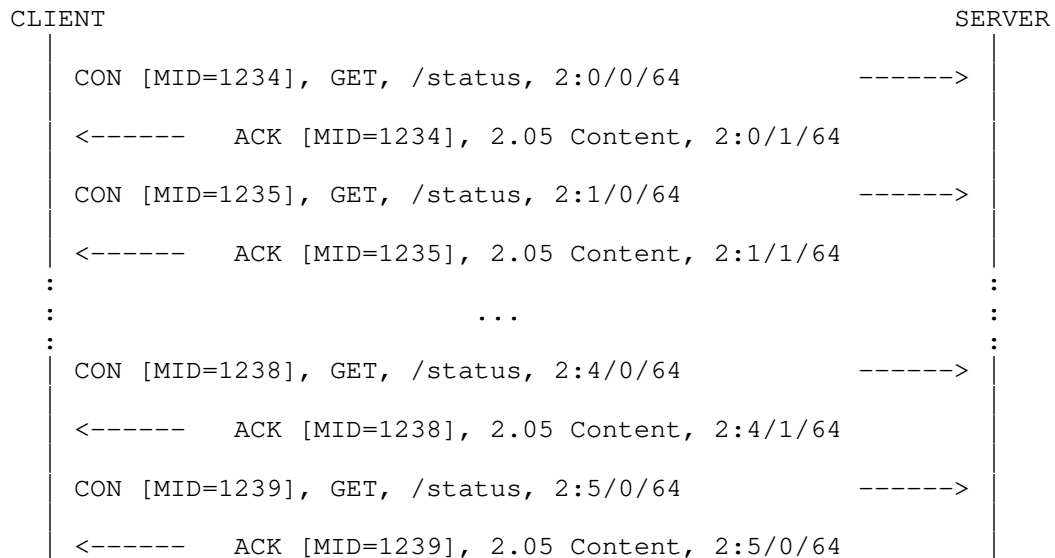 CLIENT                                                     SERVER
CON [MID=1234], GET, /status, 2:0/0/64            ------>
<------   ACK [MID=1234], 2.05 Content, 2:0/1/64
CON [MID=1235], GET, /status, 2:1/0/64            ------>
<------   ACK [MID=1235], 2.05 Content, 2:1/1/64
:                                                          :
:                          ...                             :
:                                                          :
CON [MID=1238], GET, /status, 2:4/0/64            ------>
<------   ACK [MID=1238], 2.05 Content, 2:4/1/64
CON [MID=1239], GET, /status, 2:5/0/64            ------>
<------   ACK [MID=1239], 2.05 Content, 2:5/0/64